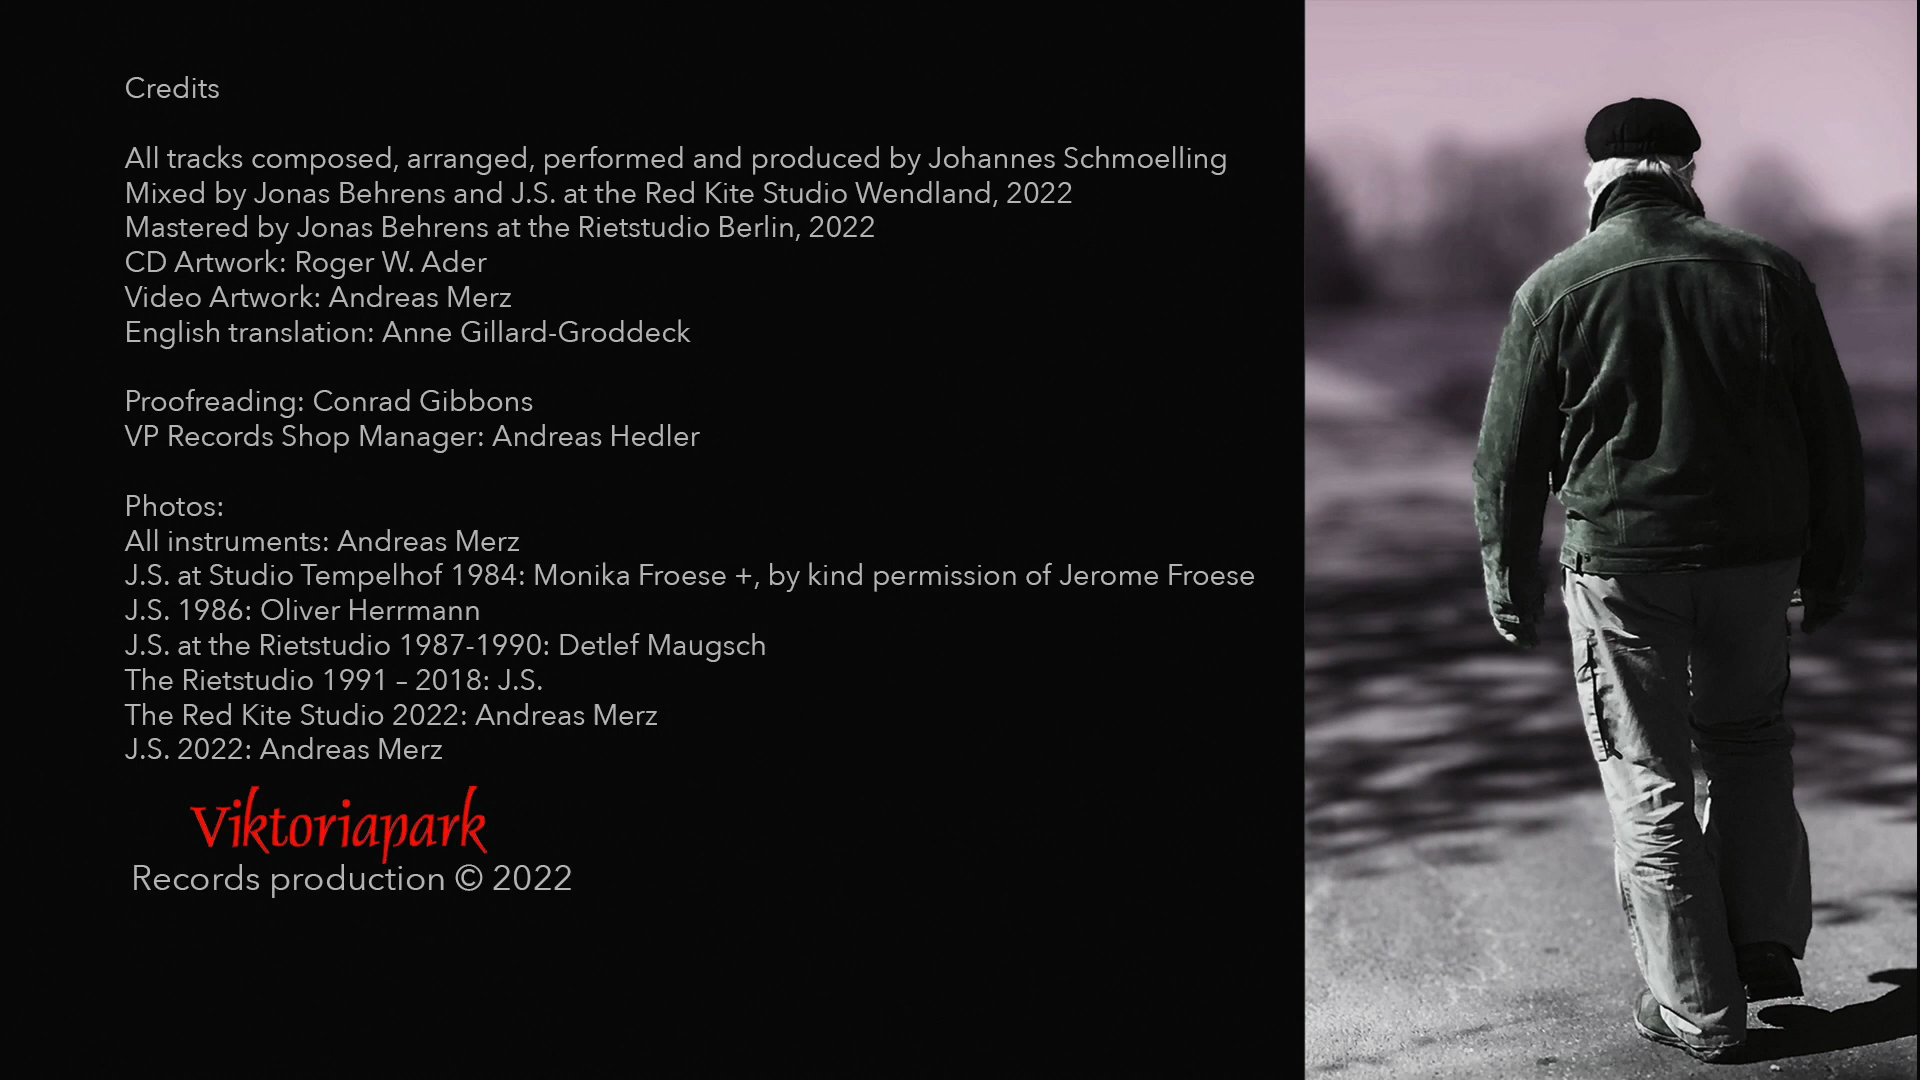 Credits
All tracks composed, arranged, performed and produced by Johannes Schmoelling
Mixed by Jonas Behrens and J.S. at the Red Kite Studio Wendland, 2022
Mastered by Jonas Behrens at the Rietstudio Berlin, 2022
CD Artwork: Roger W. Ader
Video Artwork: Andreas Merz
English translation: Anne Gillard-Groddeck
Proofreading: Conrad Gibbons
VP Records Shop Manager: Andreas Hedler
Photos:
All instruments: Andreas Merz
J.S. at Studio Tempelhof 1984: Monika Froese +, by kind permission of Jerome Froese
J.S. 1986: Oliver Herrmann
J.S. at the Rietstudio 1987-1990: Detlef Maugsch
The Rietstudio 1991 – 2018: J.S.
The Red Kite Studio 2022: Andreas Merz
J.S. 2022: Andreas Merz
Viktoriapark
Records production © 2022